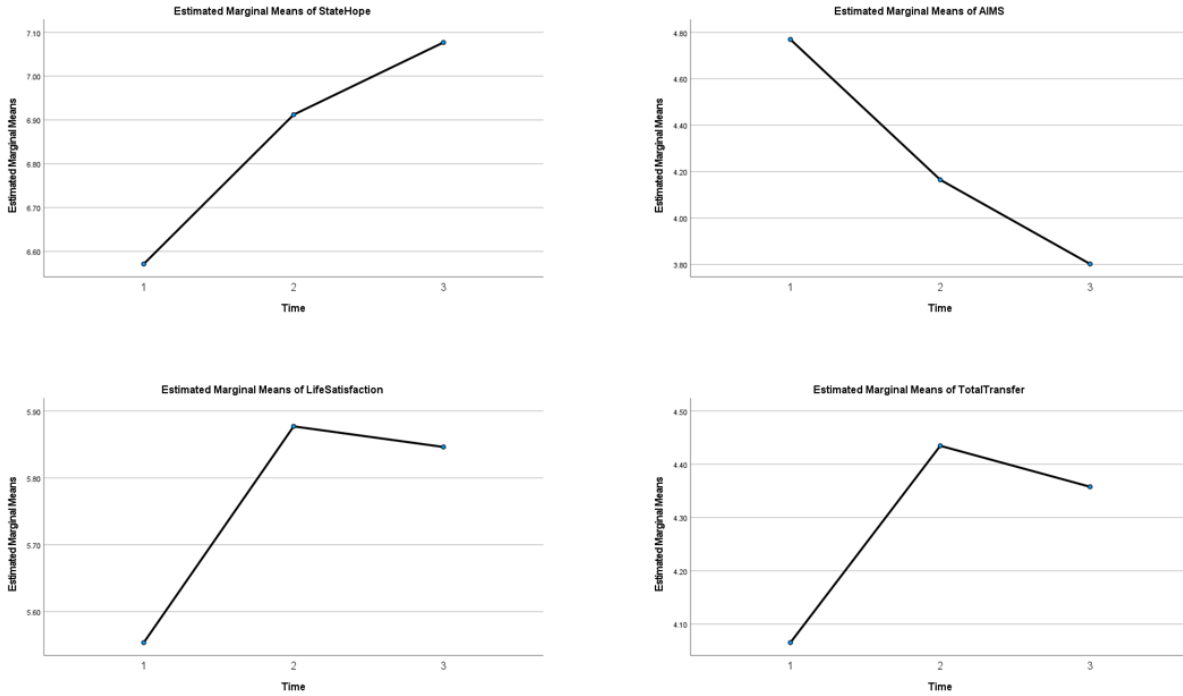 Estimated Marginal Means of StateHope
Estimated Marginal Means
7.10
7.00
6.90
6.80
6.70
6.60
1 2 3
Time
Estimated Marginal Means of AIMS
Estimated Marginal Means
4.80
4.60
4.40
4.20
4.00
3.80
1 2 3
Time
Estimated Marginal Means of LifeSatisfaction
Estimated Marginal Means
5.90
5.80
5.70
5.60
1 2 3
Time
Estimated Marginal Means of TotalTransfer
Estimated Marginal Means
4.50
4.40
4.30
4.20
4.10
1 2 3
Time